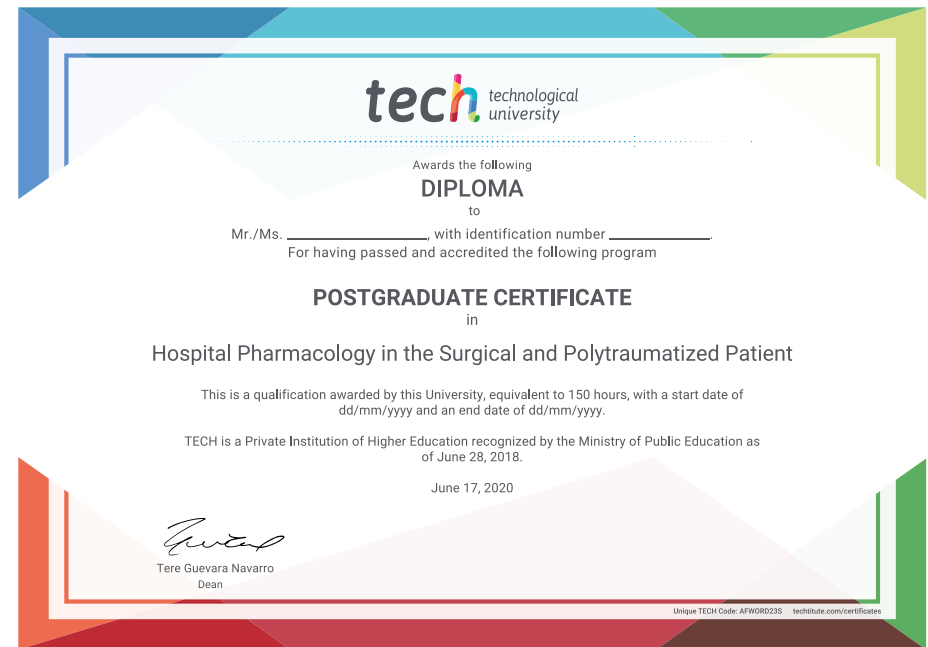 tech technological
university
Awards the following
DIPLOMA
to
Mr./Ms. ____________________, with identification number ______________.
For having passed and accredited the following program
POSTGRADUATE CERTIFICATE
in
Hospital Pharmacology in the Surgical and Polytraumatized Patient
This is a qualification awarded by this University, equivalent to 150 hours, with a start date of
dd/mm/yyyy and an end date of dd/mm/yyyy.
TECH is a Private Institution of Higher Education recognized by the Ministry of Public Education as
of June 28, 2018.
June 17, 2020
Tere Guevara Navarro
Dean
Unique TECH Code: AFWORD23S techtitute.com/certificates